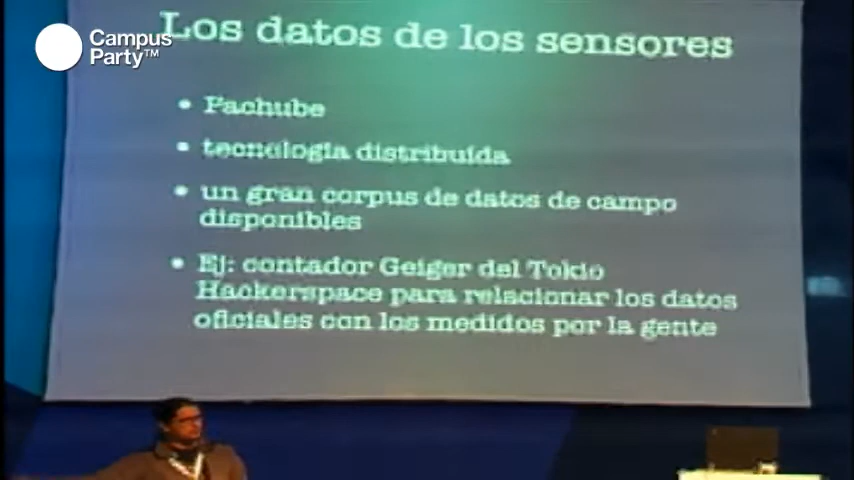 Campus
Party™
Los datos de los sensores
• Pachube
• tecnología distribuida
• un gran corpus de datos de campo
disponibles
• Ej: contador Geiger del Tokio
Hackerspace para relacionar los datos
oficiales con los medidos por la gente